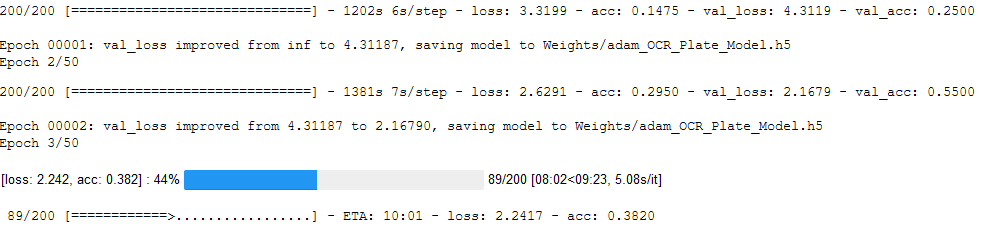 200/200 [==============================] - 1202s 6s/step - loss: 3.3199 - acc: 0.1475 - val_loss: 4.3119 - val_acc: 0.2500
Epoch 00001: val_loss improved from inf to 4.31187, saving model to Weights/adam_OCR_Plate_Model.h5
Epoch 2/50
200/200 [==============================] - 1381s 7s/step - loss: 2.6291 - acc: 0.2950 - val_loss: 2.1679 - val_acc: 0.5500
Epoch 00002: val_loss improved from 4.31187 to 2.16790, saving model to Weights/adam_OCR_Plate_Model.h5
Epoch 3/50
[loss: 2.242, acc: 0.382] : 44% 89/200 [08:02<09:23, 5.08s/it]
89/200 [============>.................] - ETA: 10:01 - loss: 2.2417 - acc: 0.3820